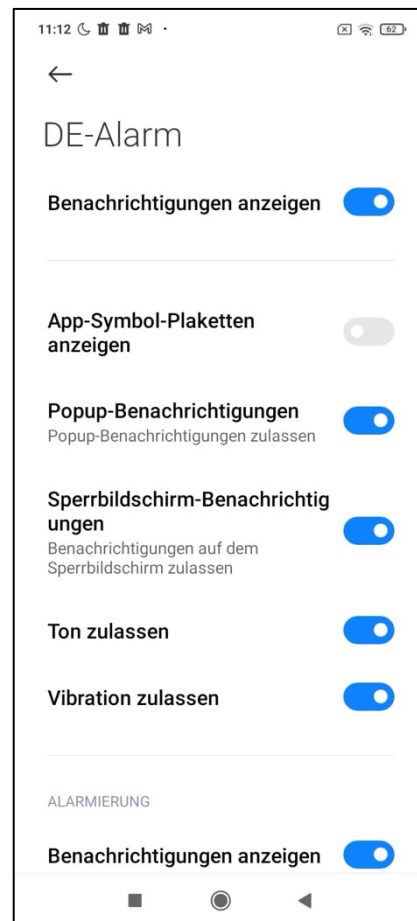 11:12
62
DE-Alarm
Benachrichtigungen anzeigen
App-Symbol-Plaketten
anzeigen
Popup-Benachrichtigungen
Popup-Benachrichtigungen zulassen
Sperrbildschirm-Benachrichtig
ungen
Benachrichtigungen auf dem
Sperrbildschirm zulassen
Ton zulassen
Vibration zulassen
ALARMIERUNG
Benachrichtigungen anzeigen